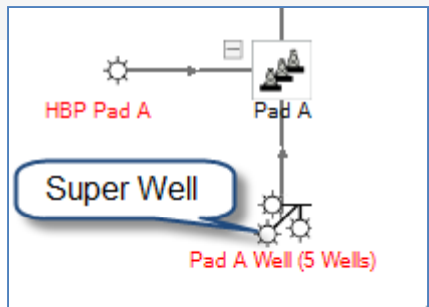 HBP Pad A
Pad A
Super Well
Pad A Well (5 Wells)